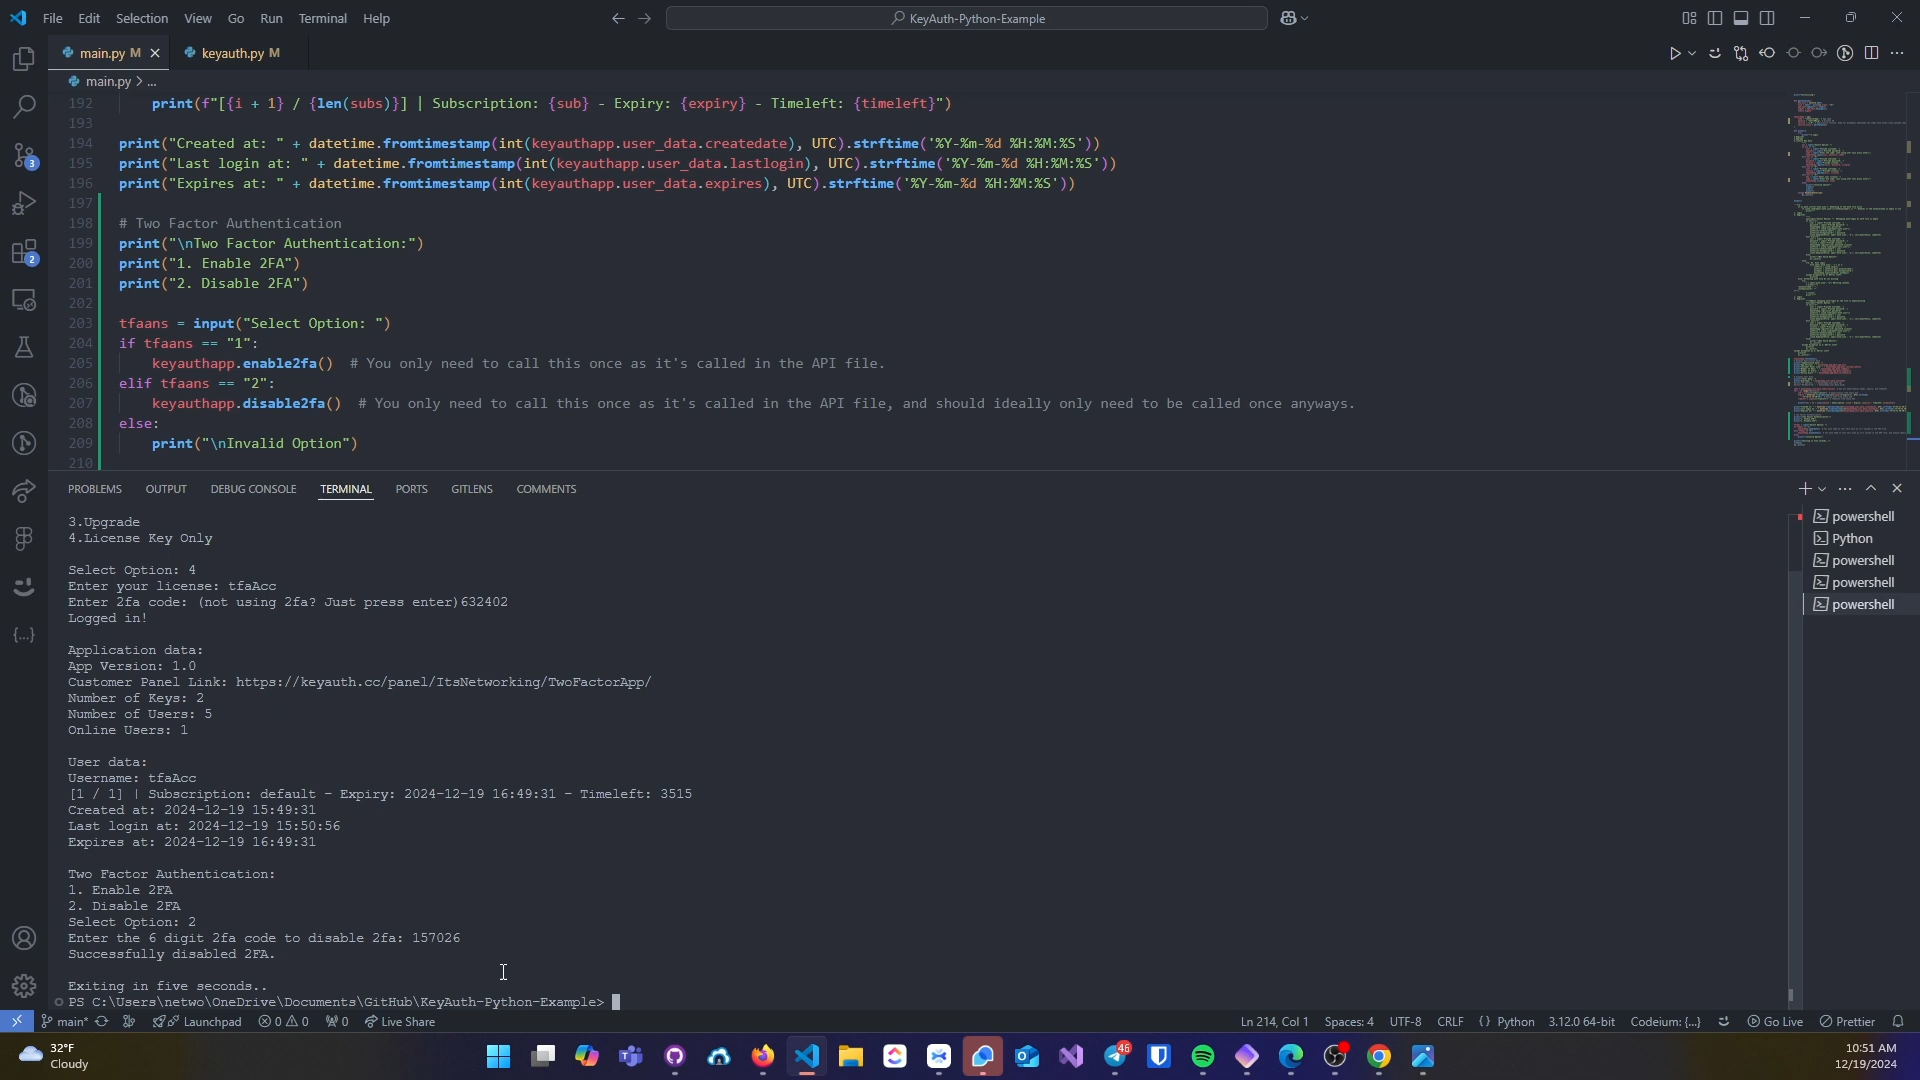 File Edit Selection View Go Run Terminal Help
KeyAuth-Python-Example
main.py M
keyauth.py M
main.py > ...
192 print(f"[{i + 1} / {len(subs)}] | Subscription: {sub} - Expiry: {expiry} - Timeleft: {timeleft}")
193
194 print("Created at: " + datetime.fromtimestamp(int(keyauthapp.user_data.createdate), UTC).strftime('%Y-%m-%d %H:%M:%S'))
195 print("Last login at: " + datetime.fromtimestamp(int(keyauthapp.user_data.lastlogin), UTC).strftime('%Y-%m-%d %H:%M:%S'))
196 print("Expires at: " + datetime.fromtimestamp(int(keyauthapp.user_data.expires), UTC).strftime('%Y-%m-%d %H:%M:%S'))
197
198 # Two Factor Authentication
199 print("\nTwo Factor Authentication:")
200 print("1. Enable 2FA")
201 print("2. Disable 2FA")
202
203 tfaans = input("Select Option: ")
204 if tfaans == "1":
205 keyauthapp.enable2fa() # You only need to call this once as it's called in the API file.
206 elif tfaans == "2":
207 keyauthapp.disable2fa() # You only need to call this once as it's called in the API file, and should ideally only need to be called once anyways.
208 else:
209 print("\nInvalid Option")
210
PROBLEMS OUTPUT DEBUG CONSOLE TERMINAL PORTS GITLENS COMMENTS
3.Upgrade
4.License Key Only
Select Option: 4
Enter your license: tfaAcc
Enter 2fa code: (not using 2fa? Just press enter)632402
Logged in!
Application data:
App Version: 1.0
Customer Panel Link: https://keyauth.cc/panel/ItsNetworking/TwoFactorApp/
Number of Keys: 2
Number of Users: 5
Online Users: 1
User data:
Username: tfaAcc
[1 / 1] | Subscription: default - Expiry: 2024-12-19 16:49:31 - Timeleft: 3515
Created at: 2024-12-19 15:49:31
Last login at: 2024-12-19 15:50:56
Expires at: 2024-12-19 16:49:31
Two Factor Authentication:
1. Enable 2FA
2. Disable 2FA
Select Option: 2
Enter the 6 digit 2fa code to disable 2fa: 157026
Successfully disabled 2FA.
Exiting in five seconds..
PS C:\Users\netwo\OneDrive\Documents\GitHub\KeyAuth-Python-Example>
powershell
Python
powershell
powershell
powershell
3
2
main* Launchpad 0 0 0 Live Share
Ln 214, Col 1 Spaces: 4 UTF-8 CRLF {} Python 3.12.0 64-bit Codeium: {...} Go Live Prettier
32°F
Cloudy
46
10:51 AM
12/19/2024